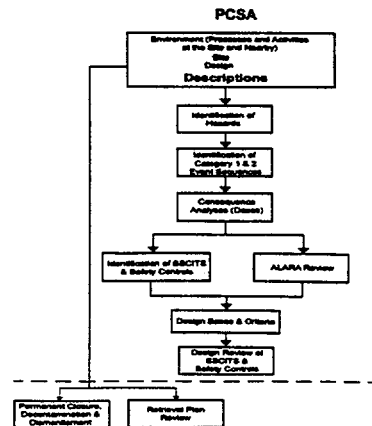 PCSA
Environment (Processes and Activities
at the Site and Nearby)
Site
Design
Descriptions
Identification of
Hazards
Identification of
Category 1 & 2
Event Sequences
Consequence
Analyses (Doses)
Identification of SSCITS
& Safety Controls
ALARA Review
Design Bases & Criteria
Design Review of
SSCITS &
Safety Controls
Permanent Closure,
Decontamination &
Dismantlement
Retrieval Plan
Review